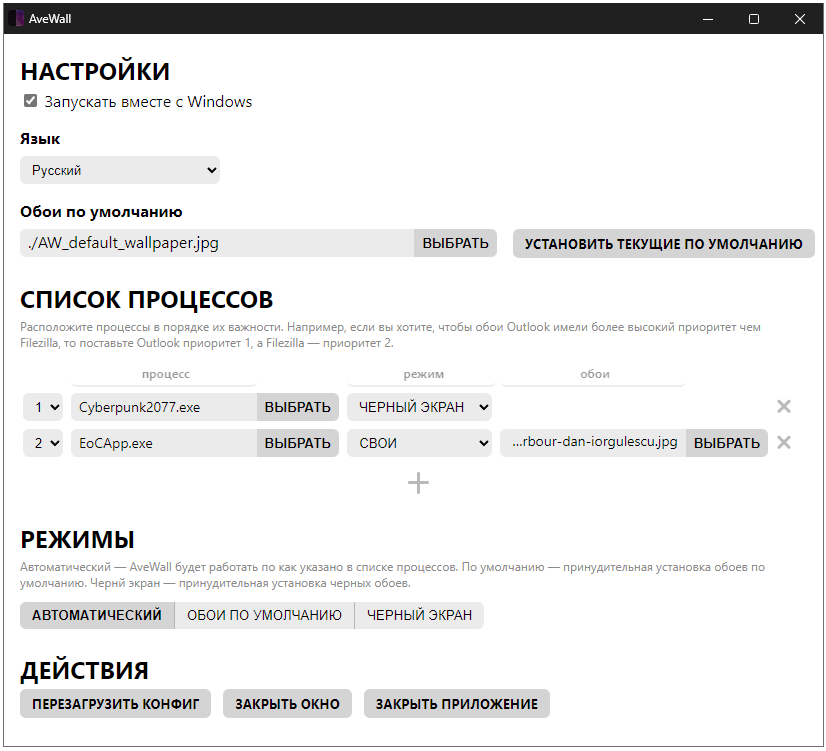 AveWall
НАСТРОЙКИ
Запускать вместе с Windows
Язык
Русский
Обои по умолчанию
./AW_default_wallpaper.jpg ВЫБРАТЬ УСТАНОВИТЬ ТЕКУЩИЕ ПО УМОЛЧАНИЮ
СПИСОК ПРОЦЕССОВ
Расположите процессы в порядке их важности. Например, если вы хотите, чтобы обои Outlook имели более высокий приоритет чем
Filezilla, то поставьте Outlook приоритет 1, а Filezilla — приоритет 2.
процесс режим обои
1 Cyberpunk2077.exe ВЫБРАТЬ ЧЕРНЫЙ ЭКРАН
2 EoCApp.exe ВЫБРАТЬ СВОИ ...rbour-dan-iorgulescu.jpg ВЫБРАТЬ
РЕЖИМЫ
Автоматический — AveWall будет работать по как указано в списке процессов. По умолчанию — принудительная установка обоев по
умолчанию. Чернй экран — принудительная установка черных обоев.
АВТОМАТИЧЕСКИЙ ОБОИ ПО УМОЛЧАНИЮ ЧЕРНЫЙ ЭКРАН
ДЕЙСТВИЯ
ПЕРЕЗАГРУЗИТЬ КОНФИГ ЗАКРЫТЬ ОКНО ЗАКРЫТЬ ПРИЛОЖЕНИЕ